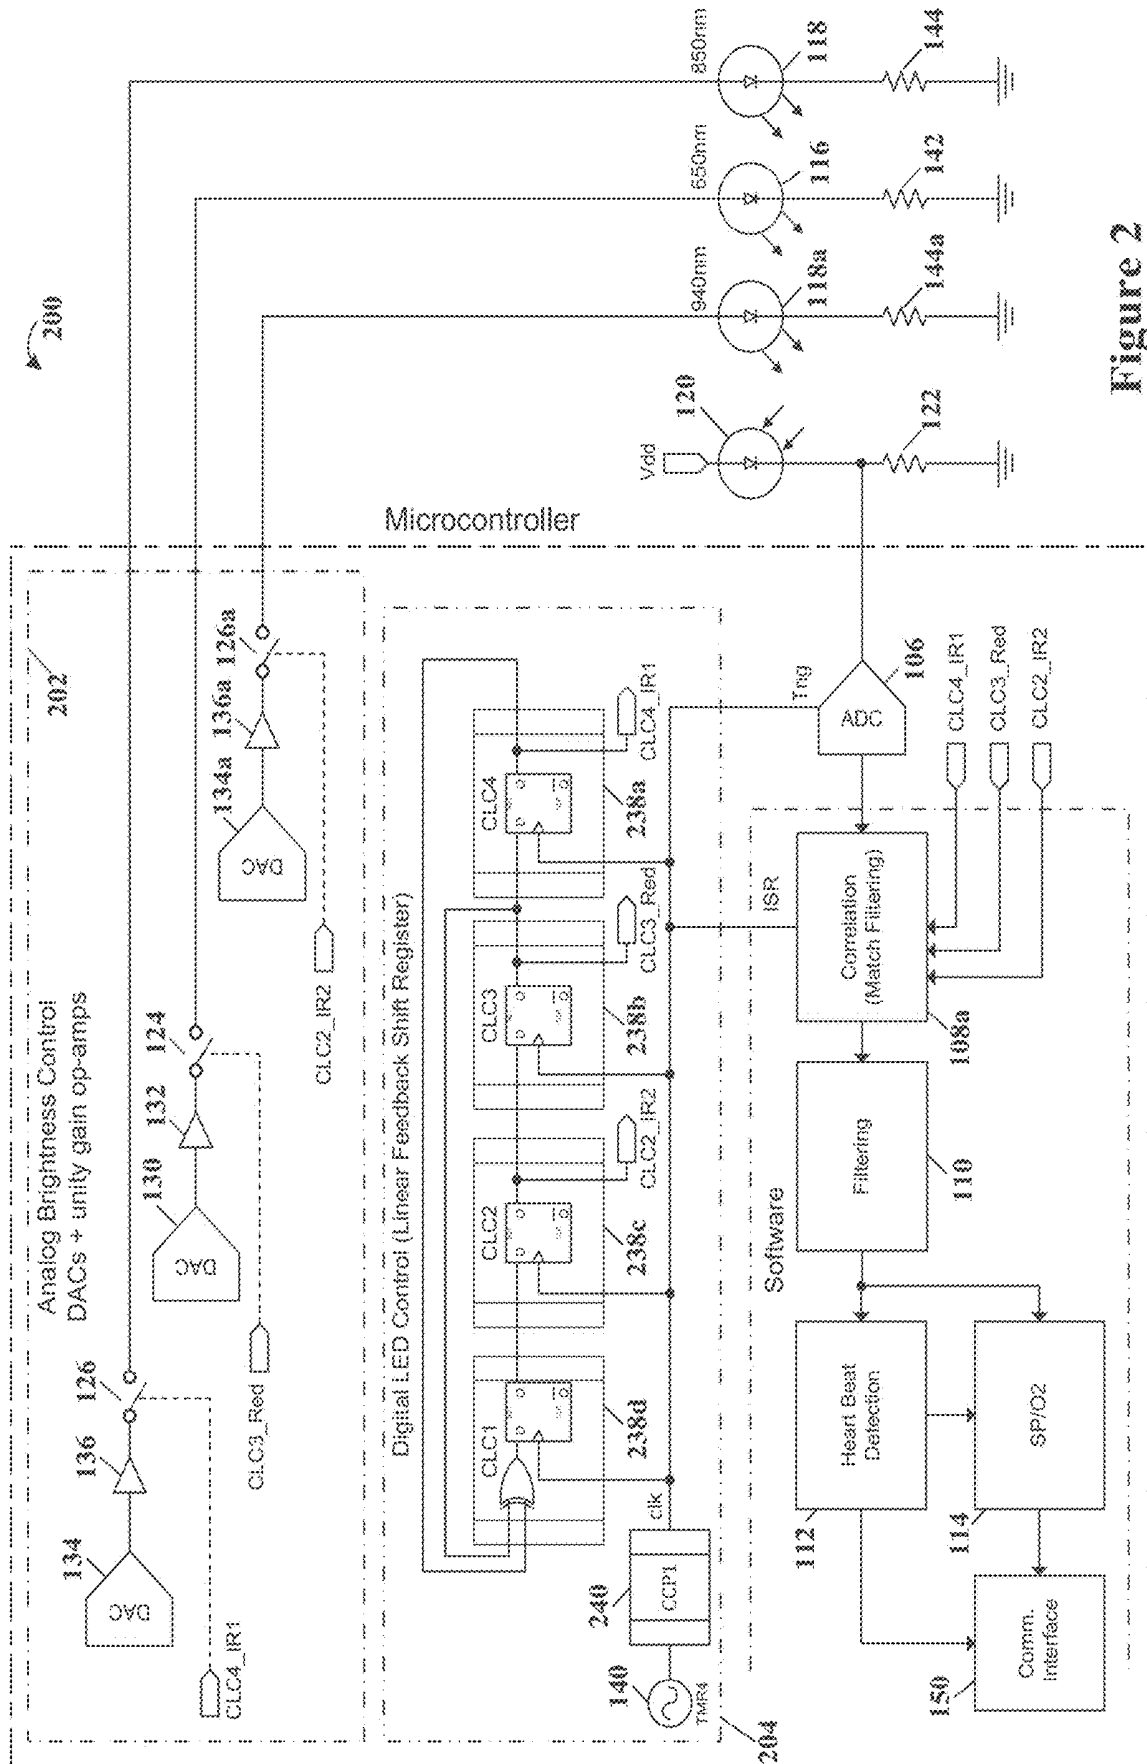 200
202
Analog Brightness Control
DACs + unity gain op-amps
134
DAC
136
126
CLC4_IR1
130
DAC
132
124
CLC3_Red
134a
DAC
136a
126a
CLC2_IR2
Microcontroller
Digital LED Control (Linear Feedback Shift Register)
CLC1
238d
CLC2
238c
CLC2_IR2
CLC3
238b
CLC3_Red
CLC4
238a
CLC4_IR1
140
TMR4
240
CCP1
clk
204
850nm
118
144
650nm
116
142
940nm
118a
144a
Vdd
120
122
Trig
ADC
106
CLC4_IR1
CLC3_Red
CLC2_IR2
ISR
Software
Correlation
(Match Filtering)
108a
Filtering
110
Heart Beat
Detection
112
SP/O2
114
Comm.
Interface
150
Figure 2